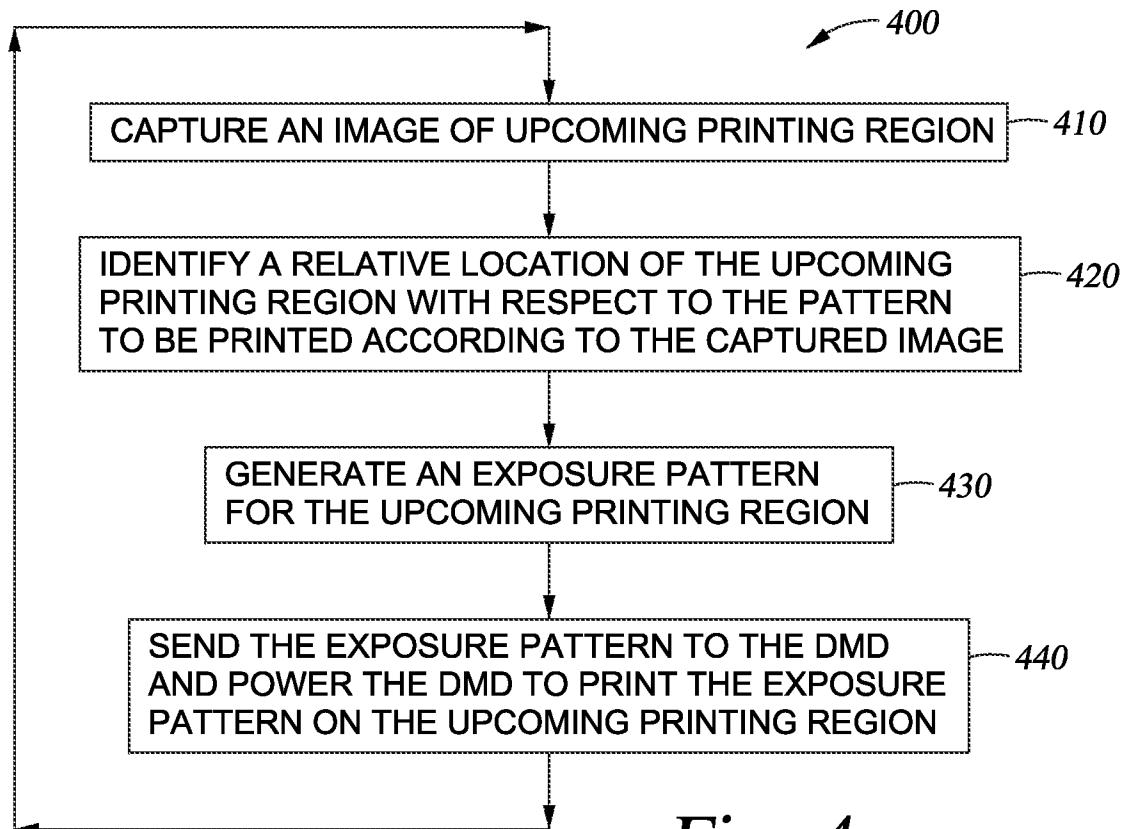 400
CAPTURE AN IMAGE OF UPCOMING PRINTING REGION
410
IDENTIFY A RELATIVE LOCATION OF THE UPCOMING
PRINTING REGION WITH RESPECT TO THE PATTERN
TO BE PRINTED ACCORDING TO THE CAPTURED IMAGE
420
GENERATE AN EXPOSURE PATTERN
FOR THE UPCOMING PRINTING REGION
430
SEND THE EXPOSURE PATTERN TO THE DMD
AND POWER THE DMD TO PRINT THE EXPOSURE
PATTERN ON THE UPCOMING PRINTING REGION
440
Fig. 4